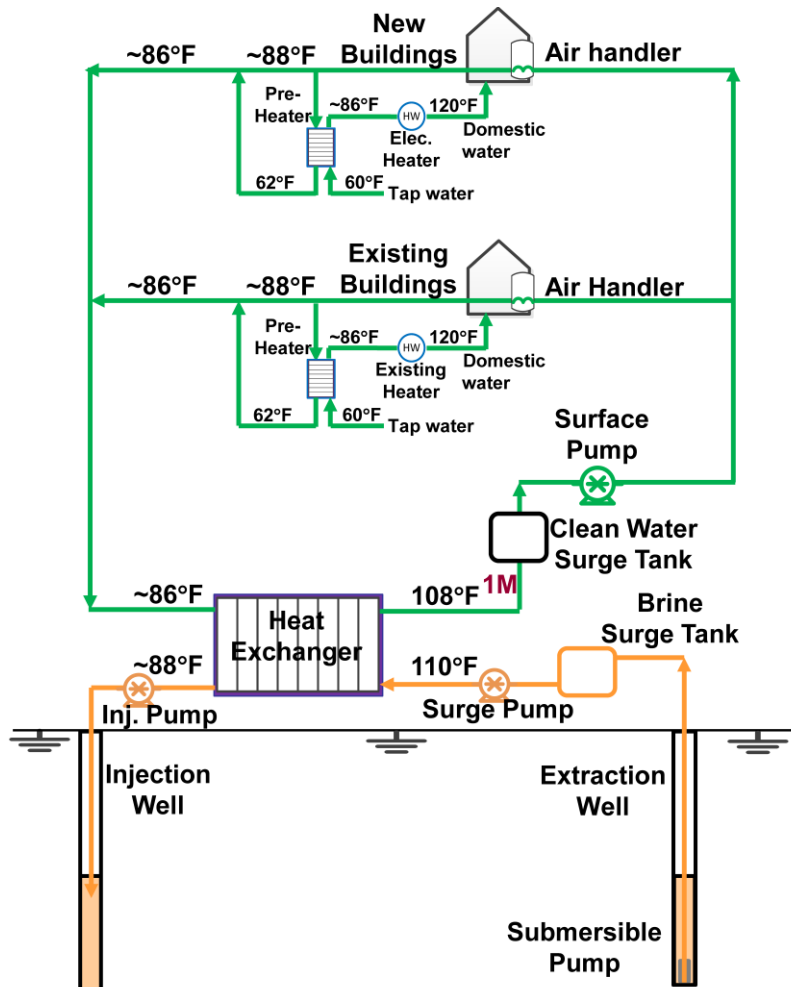 New
Buildings
~86°F
~88°F
Air handler
Pre-
Heater
~86°F
HW
120°F
Elec.
Heater
Domestic
water
62°F
60°F
Tap water
Existing
Buildings
~86°F
~88°F
Air Handler
Pre-
Heater
~86°F
HW
120°F
Existing
Heater
Domestic
water
62°F
60°F
Tap water
Surface
Pump
Clean Water
Surge Tank
1M
~86°F
108°F
Heat
Exchanger
Brine
Surge Tank
~88°F
110°F
Inj. Pump
Surge Pump
Injection
Well
Extraction
Well
Submersible
Pump